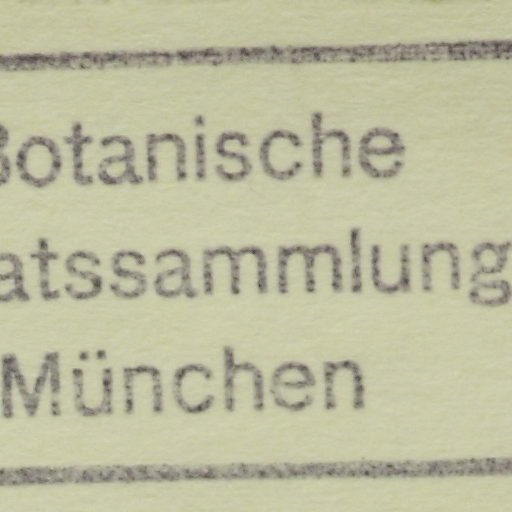 Botanische
atssammlung
München